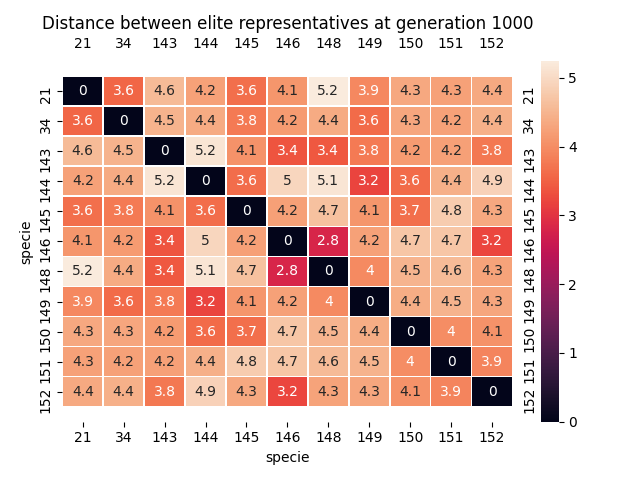 Distance between elite representatives at generation 1000
21 34 143 144 145 146 148 149 150 151 152
21 0 3.6 4.6 4.2 3.6 4.1 5.2 3.9 4.3 4.3 4.4 21
34 3.6 0 4.5 4.4 3.8 4.2 4.4 3.6 4.3 4.2 4.4 34
143 4.6 4.5 0 5.2 4.1 3.4 3.4 3.8 4.2 4.2 3.8 143
144 4.2 4.4 5.2 0 3.6 5 5.1 3.2 3.6 4.4 4.9 144
145 3.6 3.8 4.1 3.6 0 4.2 4.7 4.1 3.7 4.8 4.3 145
146 4.1 4.2 3.4 5 4.2 0 2.8 4.2 4.7 4.7 3.2 146
148 5.2 4.4 3.4 5.1 4.7 2.8 0 4 4.5 4.6 4.3 148
149 3.9 3.6 3.8 3.2 4.1 4.2 4 0 4.4 4.5 4.3 149
150 4.3 4.3 4.2 3.6 3.7 4.7 4.5 4.4 0 4 4.1 150
151 4.3 4.2 4.2 4.4 4.8 4.7 4.6 4.5 4 0 3.9 151
152 4.4 4.4 3.8 4.9 4.3 3.2 4.3 4.3 4.1 3.9 0 152
21 34 143 144 145 146 148 149 150 151 152
specie
specie
5
4
3
2
1
0